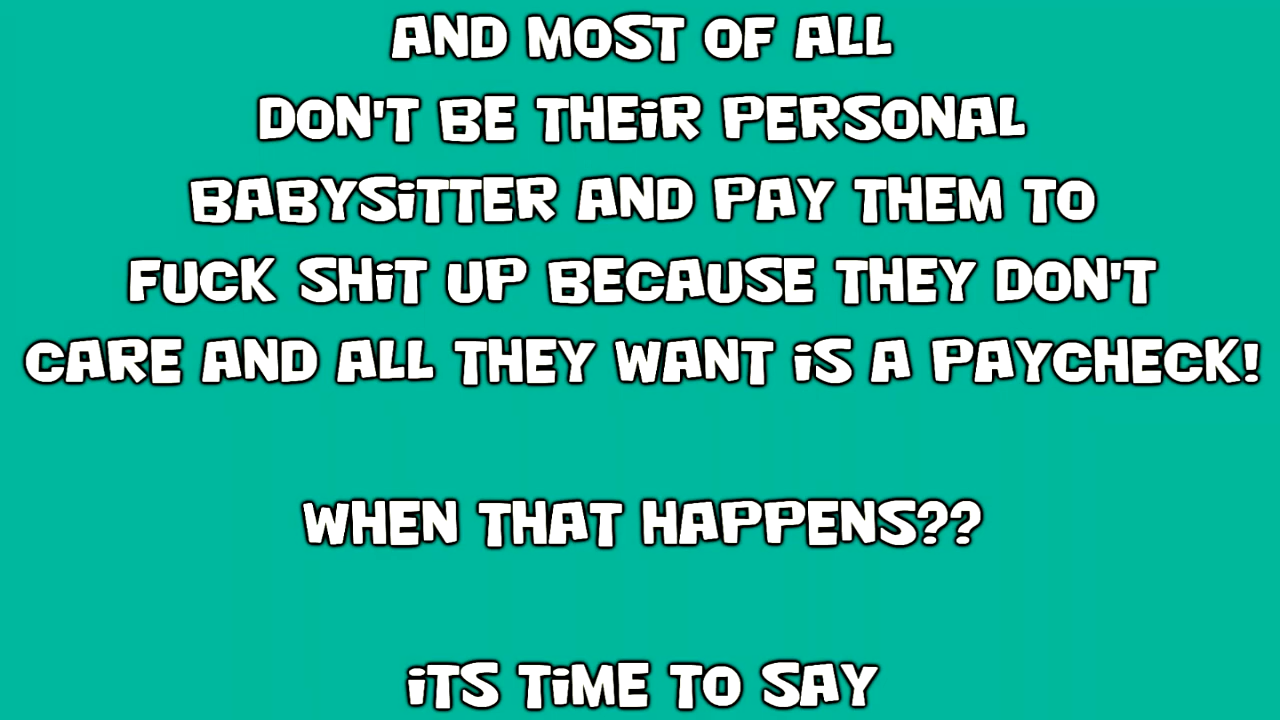 AND MOST OF ALL
DON'T BE THEiR PERSONAL
BABYSiTTER AND PAY THEM TO
FUCK SHiT UP BECAUSE THEY DON'T
CARE AND ALL THEY WANT iS A PAYCHECK!
WHEN THAT HAPPENS??
iTS TiME TO SAY